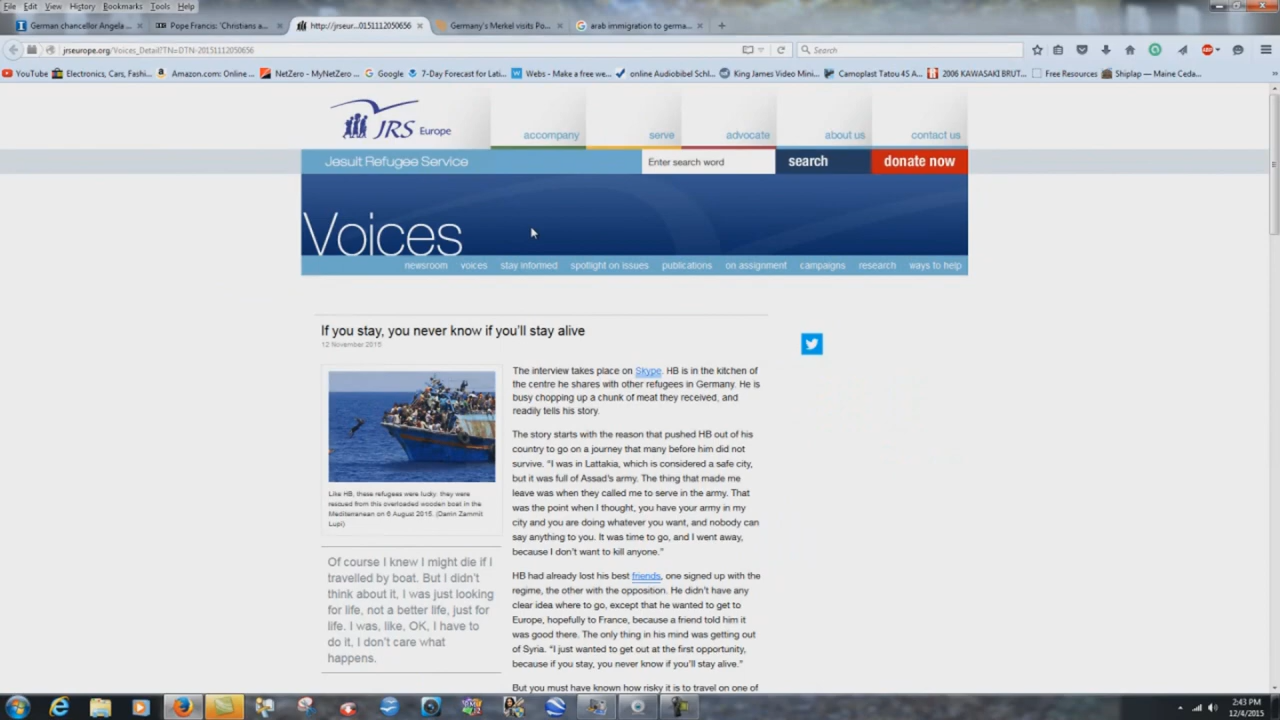 File Edit View History Bookmarks Tools Help
German chancellor Angela ...
Pope Francis: 'Christians a...
http://jrseur...0151112050656
Germany's Merkel visits Po...
arab immigration to germa...
jrseurope.org/Voices_Detail?TN=DTN-20151112050656
Search
YouTube Electronics, Cars, Fashi... Amazon.com: Online ... NetZero - MyNetZero ... Google 7-Day Forecast for Lati... Webs - Make a free we... online Audiobibel Schl... King James Video Mini... Camoplast Tatou 4S A... 2006 KAWASAKI BRUT... Free Resources Shiplap — Maine Ceda...
JRS Europe
accompany serve advocate about us contact us
Jesuit Refugee Service
Enter search word
search
donate now
Voices
newsroom voices stay informed spotlight on issues publications on assignment campaigns research ways to help
If you stay, you never know if you'll stay alive
12 November 2015
Like HB, these refugees were lucky: they were
rescued from this overloaded wooden boat in the
Mediterranean on 6 August 2015. (Darrin Zammit
Lupi)
Of course I knew I might die if I
travelled by boat. But I didn't
think about it, I was just looking
for life, not a better life, just for
life. I was, like, OK, I have to
do it, I don't care what
happens.
The interview takes place on Skype. HB is in the kitchen of
the centre he shares with other refugees in Germany. He is
busy chopping up a chunk of meat they received, and
readily tells his story.
The story starts with the reason that pushed HB out of his
country to go on a journey that many before him did not
survive. “I was in Lattakia, which is considered a safe city,
but it was full of Assad’s army. The thing that made me
leave was when they called me to serve in the army. That
was the point when I thought, you have your army in my
city and you are doing whatever you want, and nobody can
say anything to you. It was time to go, and I went away,
because I don’t want to kill anyone.”
HB had already lost his best friends, one signed up with the
regime, the other with the opposition. He didn’t have any
clear idea where to go, except that he wanted to get to
Europe, hopefully to France, because a friend told him it
was good there. The only thing in his mind was getting out
of Syria. “I just wanted to get out at the first opportunity,
because if you stay, you never know if you’ll stay alive.”
But you must have known how risky it is to travel on one of
2:43 PM
12/4/2015